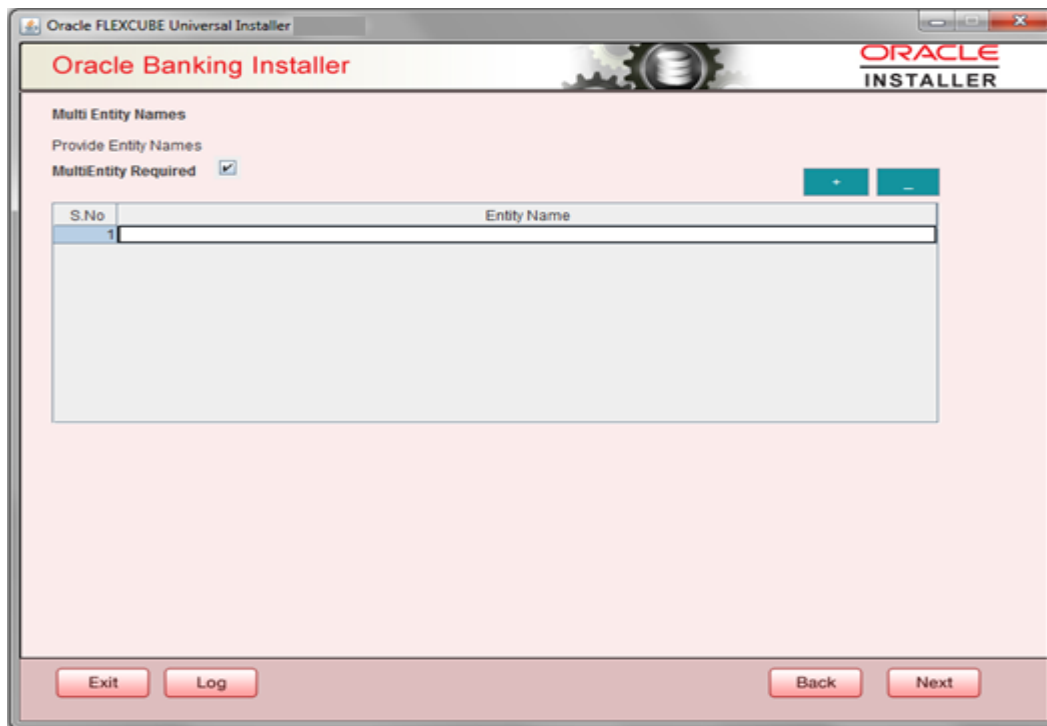 Oracle FLEXCUBE Universal Installer
Oracle Banking Installer
ORACLE
INSTALLER
Multi Entity Names
Provide Entity Names
MultiEntity Required
+ _
S.No Entity Name
1
Exit Log Back Next